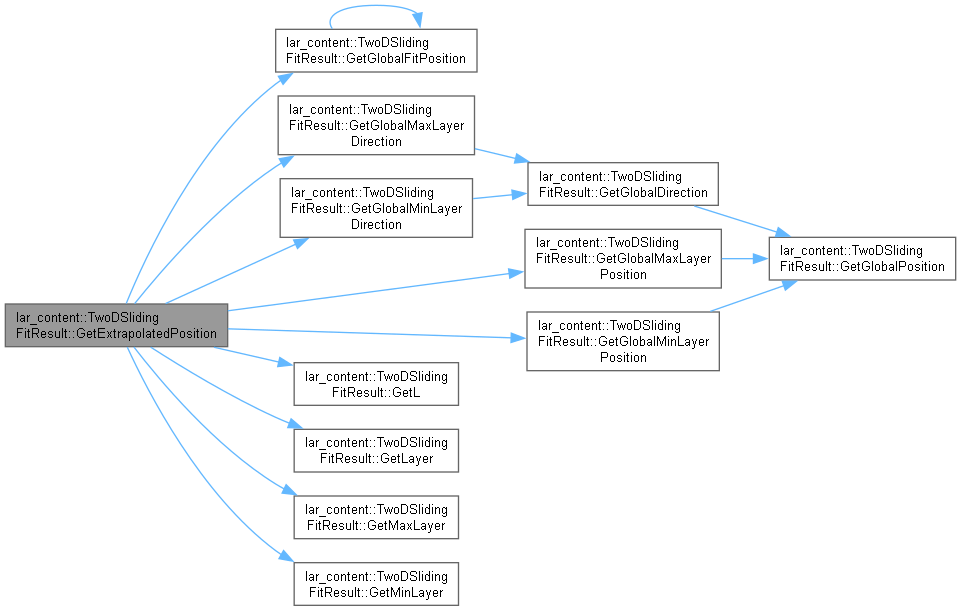 lar_content::TwoDSliding
FitResult::GetGlobalFitPosition
lar_content::TwoDSliding
FitResult::GetGlobalMaxLayer
Direction
lar_content::TwoDSliding
FitResult::GetGlobalMinLayer
Direction
lar_content::TwoDSliding
FitResult::GetGlobalDirection
lar_content::TwoDSliding
FitResult::GetGlobalMaxLayer
Position
lar_content::TwoDSliding
FitResult::GetGlobalPosition
lar_content::TwoDSliding
FitResult::GetExtrapolatedPosition
lar_content::TwoDSliding
FitResult::GetGlobalMinLayer
Position
lar_content::TwoDSliding
FitResult::GetL
lar_content::TwoDSliding
FitResult::GetLayer
lar_content::TwoDSliding
FitResult::GetMaxLayer
lar_content::TwoDSliding
FitResult::GetMinLayer